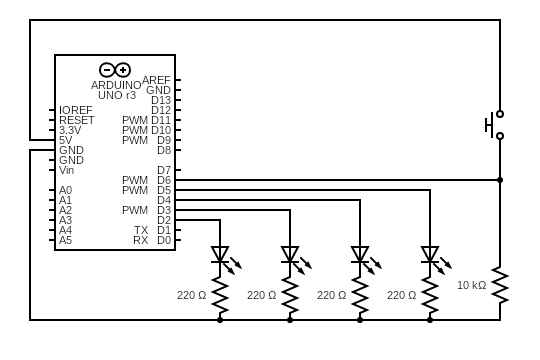 ARDUINO
UNO r3
AREF
GND
D13
IOREF D12
RESET PWM D11
3.3V PWM D10
5V PWM D9
GND D8
GND
Vin D7
PWM D6
A0 PWM D5
A1 D4
A2 PWM D3
A3 D2
A4 TX D1
A5 RX D0
220 Ω 220 Ω 220 Ω 220 Ω 10 kΩ